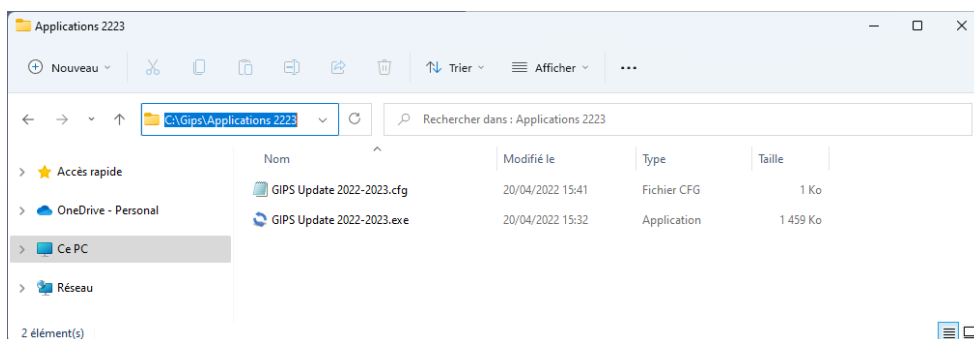 Applications 2223
Nouveau
Trier
Afficher
C:\Gips\Applications 2223
Rechercher dans : Applications 2223
Accès rapide
OneDrive - Personal
Ce PC
Réseau
Nom Modifié le Type Taille
GIPS Update 2022-2023.cfg 20/04/2022 15:41 Fichier CFG 1 Ko
GIPS Update 2022-2023.exe 20/04/2022 15:32 Application 1 459 Ko
2 élément(s)